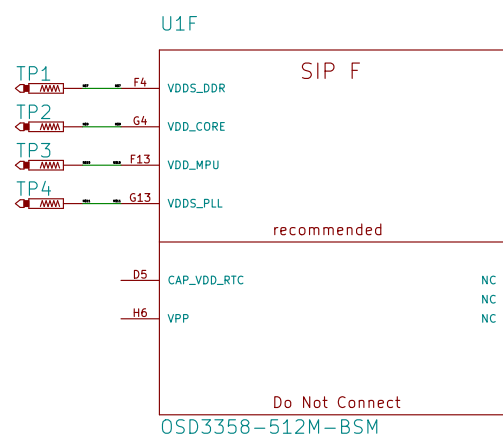 U1F
SIP F
TP1
F4
VDDS_DDR
TP2
G4
VDD_CORE
TP3
F13
VDD_MPU
TP4
G13
VDDS_PLL
recommended
D5
CAP_VDD_RTC
NC
NC
H6
VPP
NC
Do Not Connect
OSD3358-512M-BSM